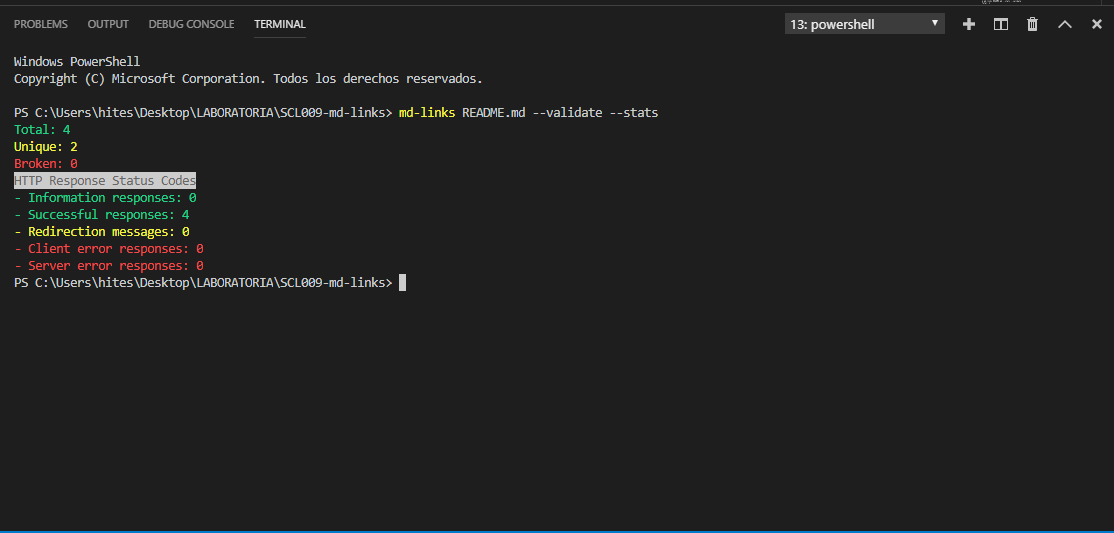 PROBLEMS OUTPUT DEBUG CONSOLE TERMINAL 13: powershell
Windows PowerShell
Copyright (C) Microsoft Corporation. Todos los derechos reservados.
PS C:\Users\hites\Desktop\LABORATORIA\SCL009-md-links> md-links README.md --validate --stats
Total: 4
Unique: 2
Broken: 0
HTTP Response Status Codes
- Information responses: 0
- Successful responses: 4
- Redirection messages: 0
- Client error responses: 0
- Server error responses: 0
PS C:\Users\hites\Desktop\LABORATORIA\SCL009-md-links>